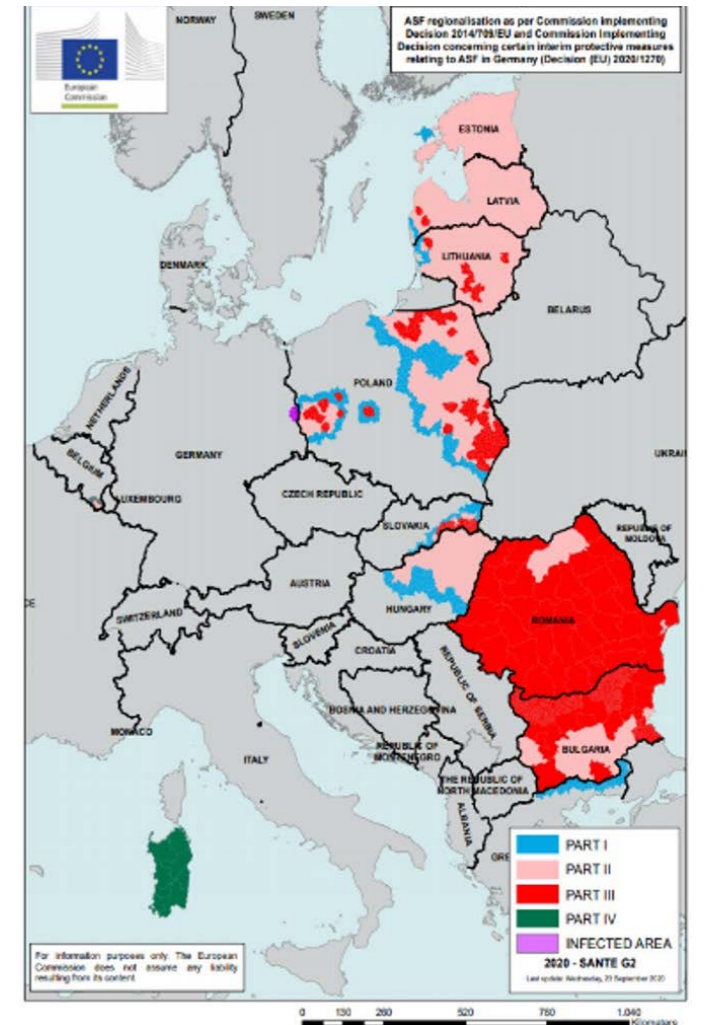 ASF regionalisation as per Commission Implementing
Decision 2014/709/EU and Commission Implementing
Decision concerning certain interim protective measures
relating to ASF in Germany (Decision (EU) 2020/1270)
European
Commission
NORWAY
SWEDEN
ESTONIA
LATVIA
LITHUANIA
DENMARK
BELARUS
NETHERLANDS
POLAND
BELGIUM
GERMANY
UKRAI
LUXEMBOURG
CZECH REPUBLIC
SLOVAKIA
REPUBLIC OF
MOLDOVA
AUSTRIA
HUNGARY
CE
SWITZERLAND
SLOVENIA
ROMANIA
CROATIA
REPUBLIC OF SERBIA
BOSNIA AND HERZEGOVINA
MONACO
ITALY
REPUBLIC OF
MONTENEGRO
BULGARIA
THE REPUBLIC OF
NORTH MACEDONIA
ALBANIA
GRE
PART I
PART II
PART III
PART IV
INFECTED AREA
2020 - SANTE G2
For information purposes only. The European
Commission does not assume any liability
resulting from its content.
0 130 260 520 780 1.040
Kilometers